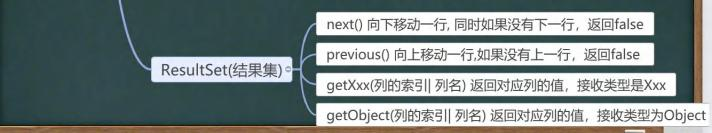 next() 向下移动一行, 同时如果没有下一行，返回false
previous() 向上移动一行,如果没有上一行，返回false
ResultSet(结果集)
getXxx(列的索引| 列名) 返回对应列的值，接收类型是Xxx
getObject(列的索引| 列名) 返回对应列的值，接收类型为Object